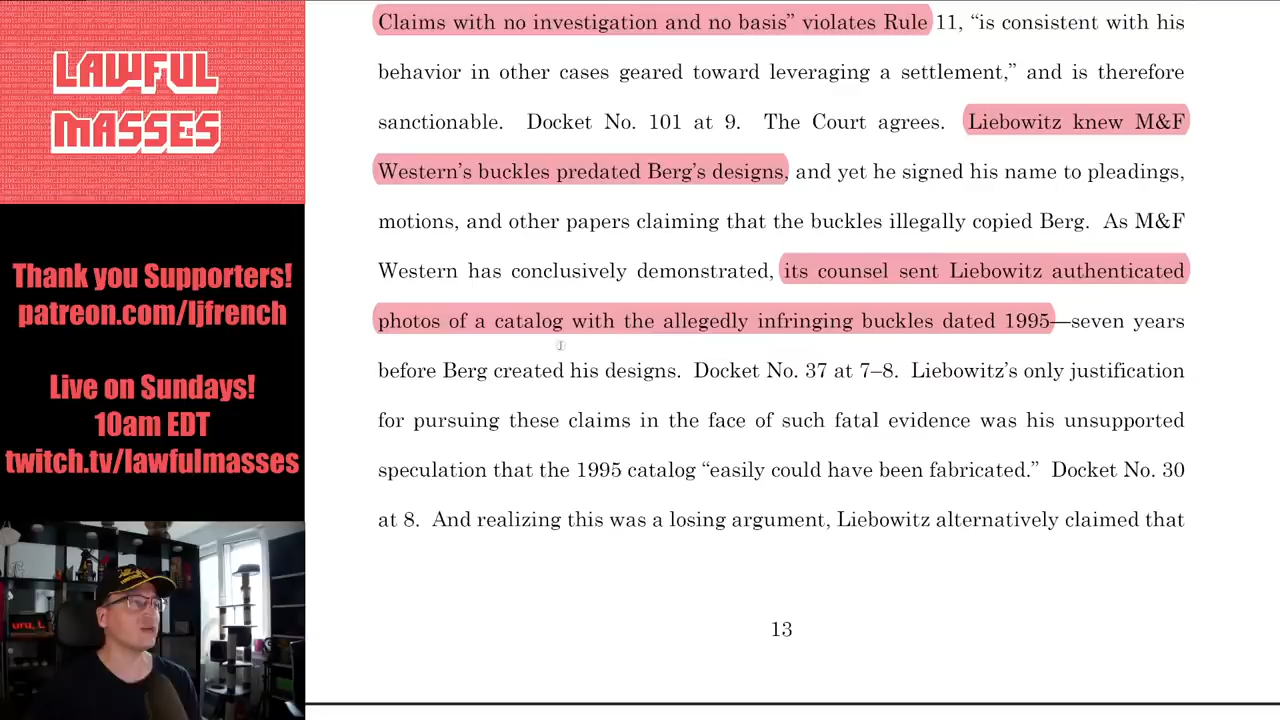 LAWFUL
MASSES
Thank you Supporters!
patreon.com/ljfrench
Live on Sundays!
10am EDT
twitch.tv/lawfulmasses
Claims with no investigation and no basis” violates Rule 11, “is consistent with his
behavior in other cases geared toward leveraging a settlement,” and is therefore
sanctionable. Docket No. 101 at 9. The Court agrees. Liebowitz knew M&F
Western’s buckles predated Berg’s designs, and yet he signed his name to pleadings,
motions, and other papers claiming that the buckles illegally copied Berg. As M&F
Western has conclusively demonstrated, its counsel sent Liebowitz authenticated
photos of a catalog with the allegedly infringing buckles dated 1995—seven years
before Berg created his designs. Docket No. 37 at 7–8. Liebowitz’s only justification
for pursuing these claims in the face of such fatal evidence was his unsupported
speculation that the 1995 catalog “easily could have been fabricated.” Docket No. 30
at 8. And realizing this was a losing argument, Liebowitz alternatively claimed that
13